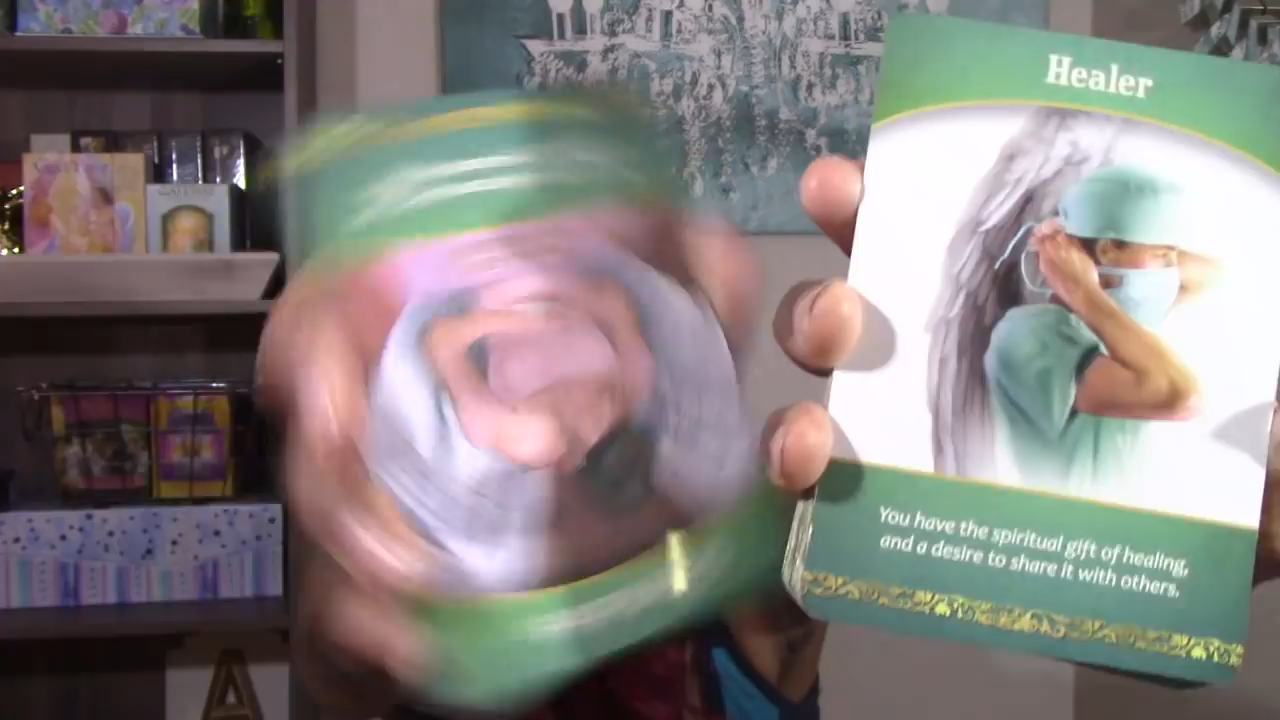 Healer
You have the spiritual gift of healing,
and a desire to share it with others.
A